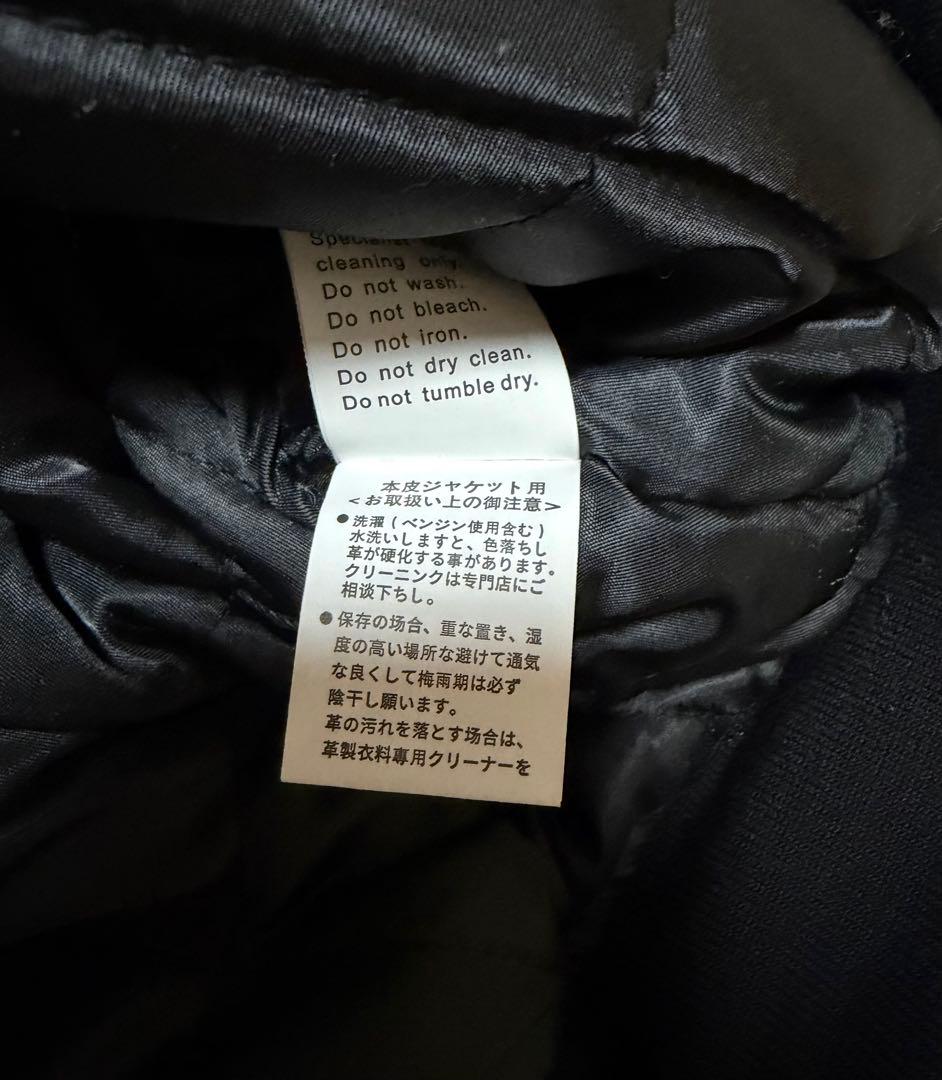 Specialist
cleaning only.
Do not wash.
Do not bleach.
Do not iron.
Do not dry clean.
Do not tumble dry.
本皮ジャケット用
<お取扱い上の御注意>
●洗濯(ベンジン使用含む)
水洗いしますと、色落ちし
革が硬化する事があります。
クリーニンクは专門店にご
相談下ちし。
●保存の場合、重な置き、湿
度の高い場所な避けて通気
な良くして梅雨期は必ず
陰干し願います。
革の汚れを落とす場合は、
革製衣料專用クリーナーを